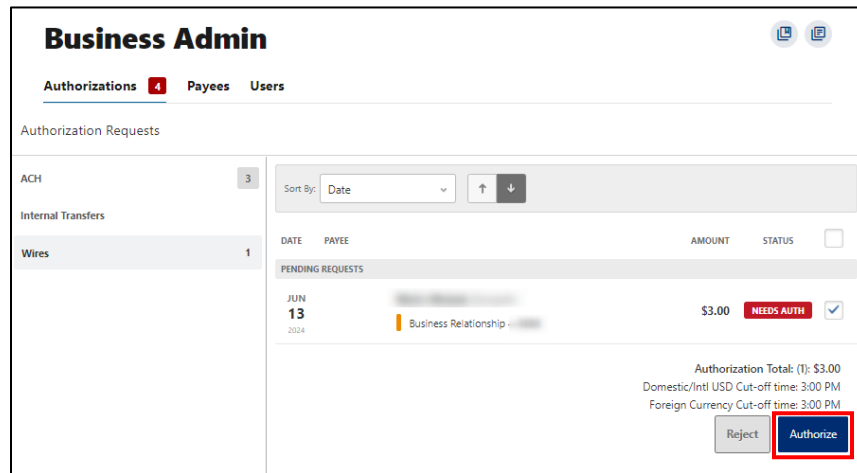 Business Admin
Authorizations 4 Payees Users
Authorization Requests
ACH 3
Internal Transfers
Wires 1
Sort By: Date
DATE PAYEE AMOUNT STATUS
PENDING REQUESTS
JUN
13
2024
Business Relationship -
$3.00 NEEDS AUTH
Authorization Total: (1): $3.00
Domestic/Intl USD Cut-off time: 3:00 PM
Foreign Currency Cut-off time: 3:00 PM
Reject Authorize